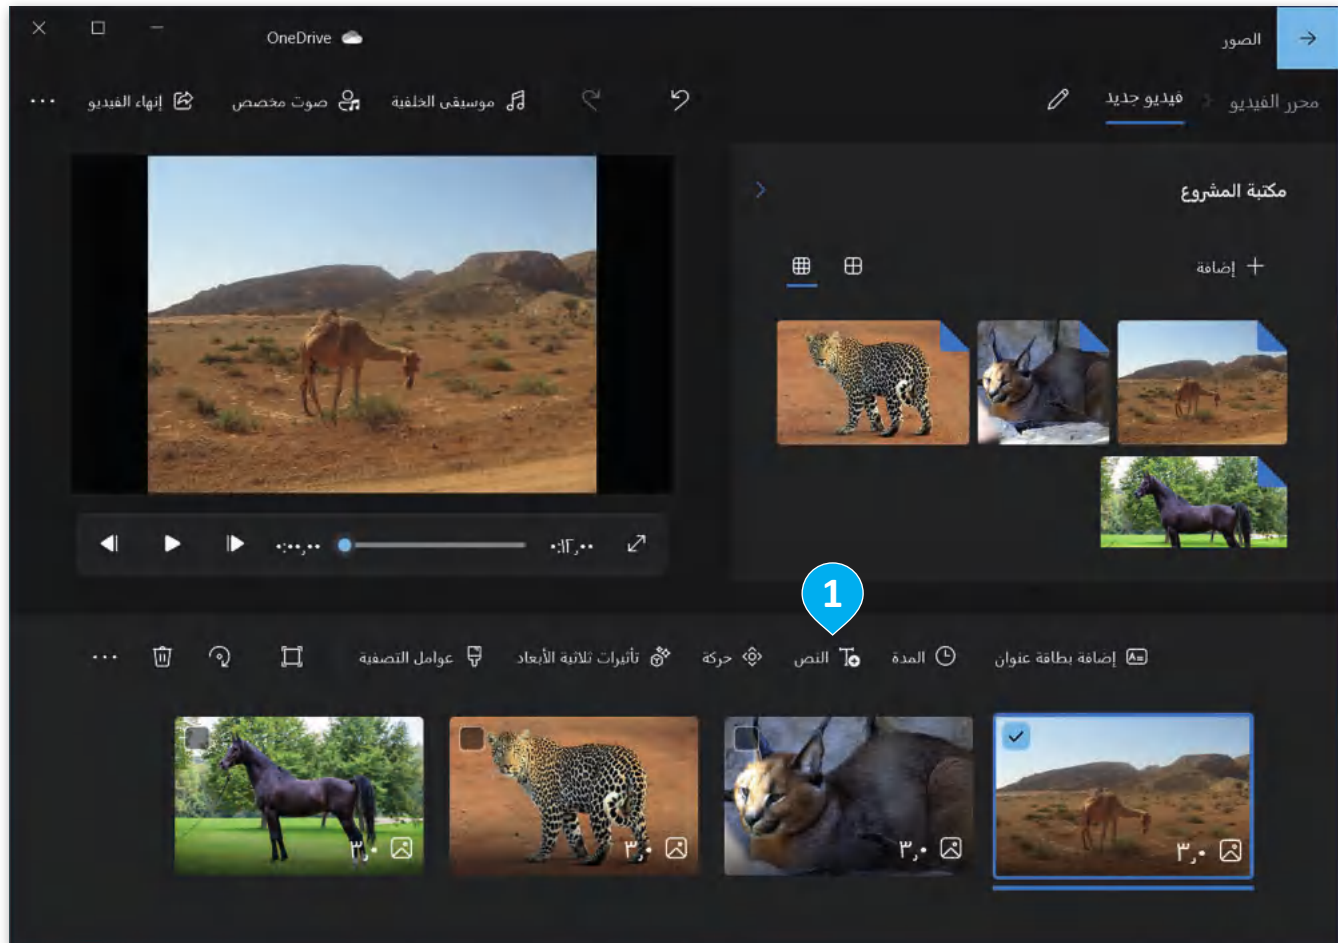 الصور
OneDrive
محرر الفيديو > فيديو جديد
موسيقى الخلفية
صوت مخصص
إنهاء الفيديو
...
مكتبة المشروع
+ إضافة
٠:٠٠,٠٠
٠:١٢,٠٠
1
إضافة بطاقة عنوان
المدة
النص
حركة
تأثيرات ثلاثية الأبعاد
عوامل التصفية
...
٣,٠
٣,٠
٣,٠
٣,٠